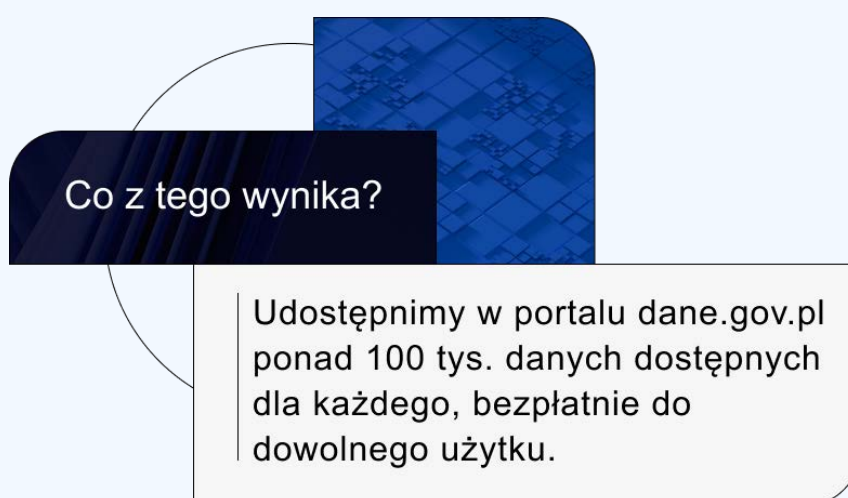 Co z tego wynika?
Udostępnimy w portalu dane.gov.pl
ponad 100 tys. danych dostępnych
dla każdego, bezpłatnie do
dowolnego użytku.